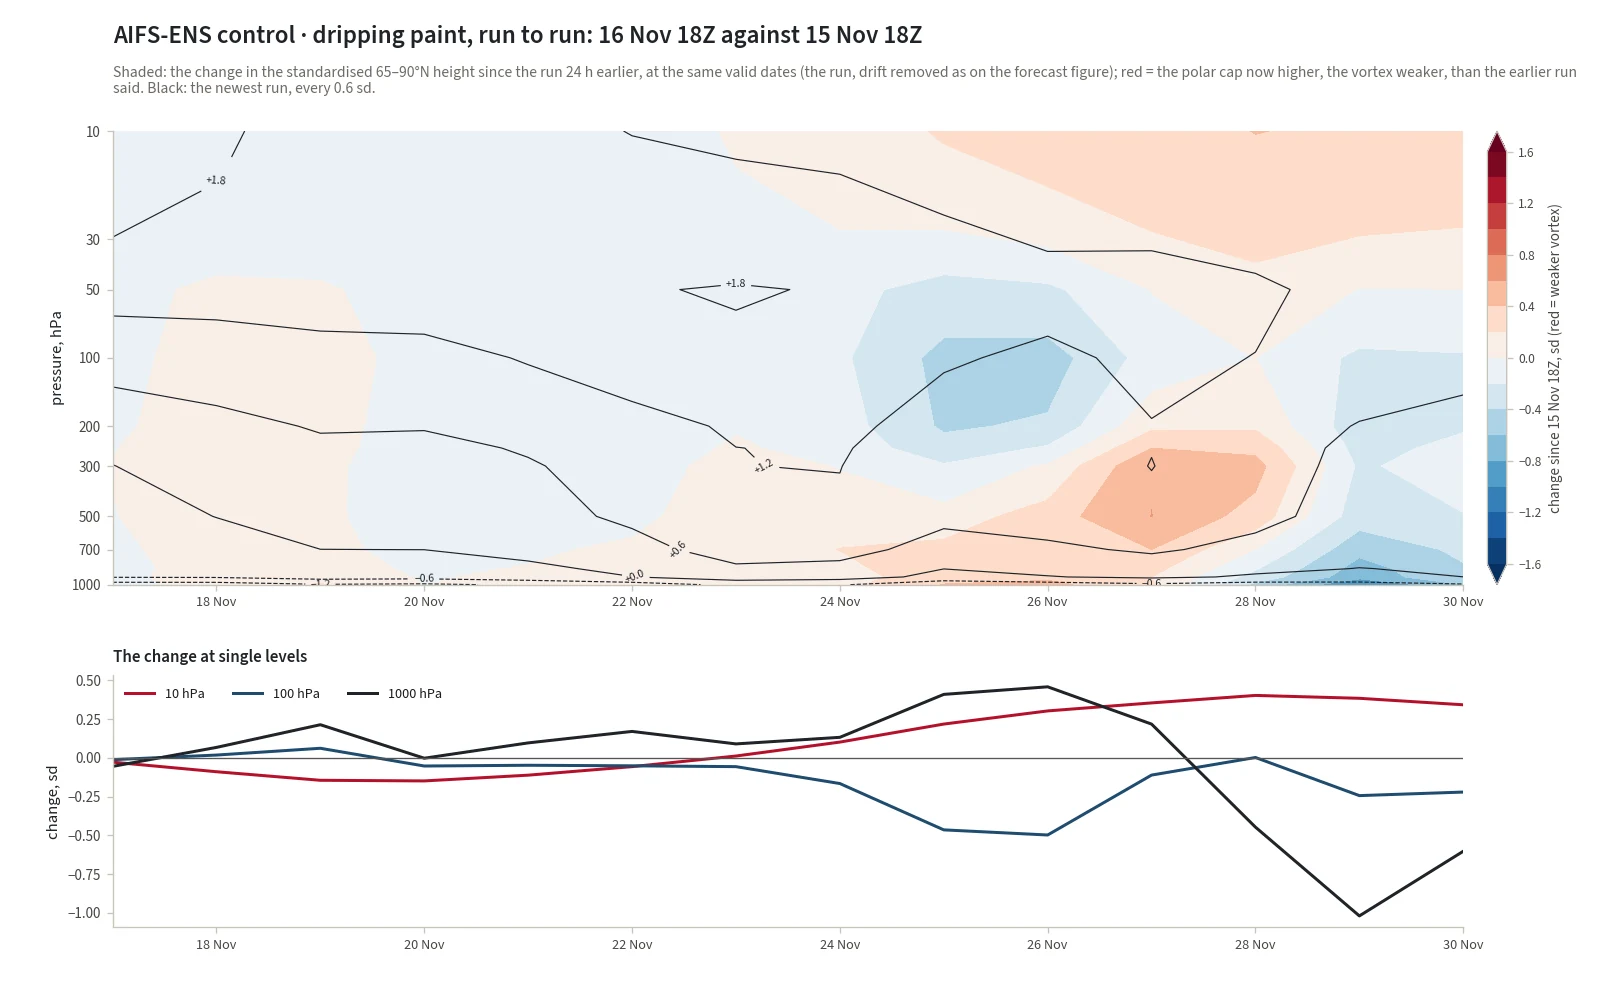 AIFS-ENS control · dripping paint, run to run: 16 Nov 18Z against 15 Nov 18Z
Shaded: the change in the standardised 65–90°N height since the run 24 h earlier, at the same valid dates (the run, drift removed as on the forecast figure); red = the polar cap now higher, the vortex weaker, than the earlier run
said. Black: the newest run, every 0.6 sd.
pressure, hPa
10
30
50
100
200
300
500
700
1000
+1.8
+1.8
+1.2
+0.6
+0.0
−0.6
−0.6
18 Nov
20 Nov
22 Nov
24 Nov
26 Nov
28 Nov
30 Nov
1.6
1.2
0.8
0.4
0.0
−0.4
−0.8
−1.2
−1.6
change since 15 Nov 18Z, sd (red = weaker vortex)
The change at single levels
10 hPa
100 hPa
1000 hPa
change, sd
0.50
0.25
0.00
−0.25
−0.50
−0.75
−1.00
18 Nov
20 Nov
22 Nov
24 Nov
26 Nov
28 Nov
30 Nov